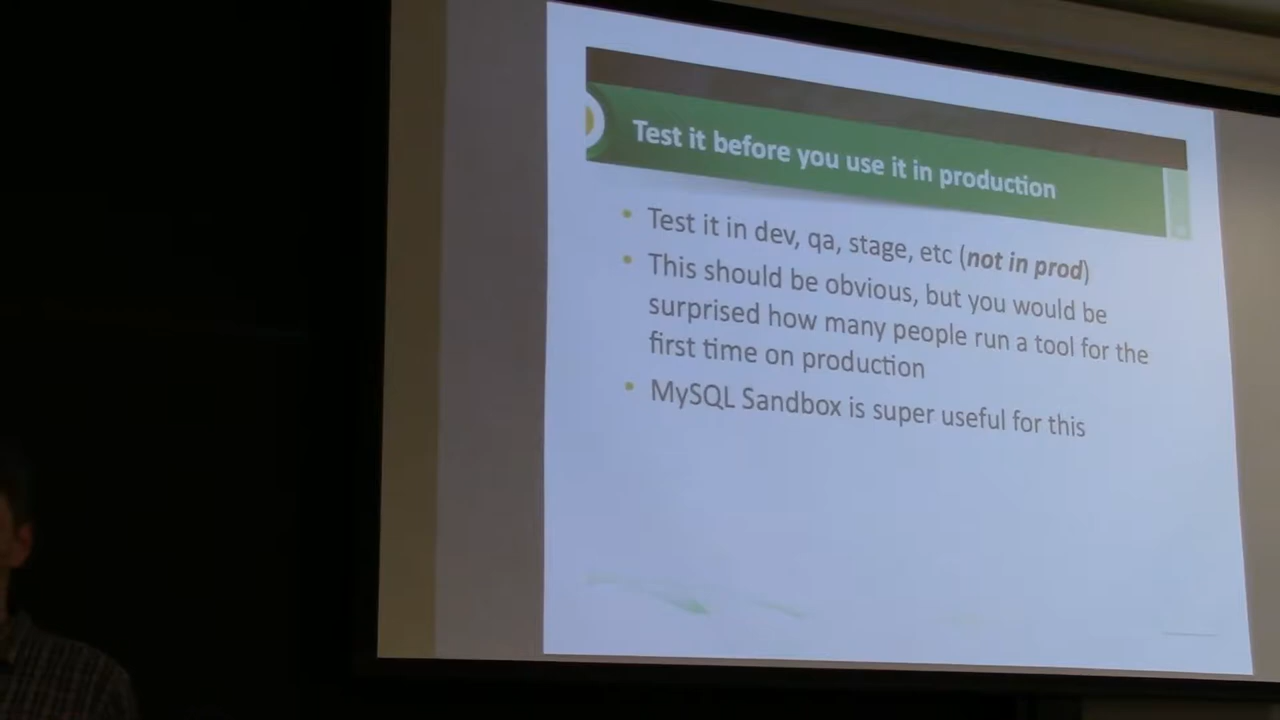 Test it before you use it in production
• Test it in dev, qa, stage, etc (not in prod)
• This should be obvious, but you would be
surprised how many people run a tool for the
first time on production
• MySQL Sandbox is super useful for this